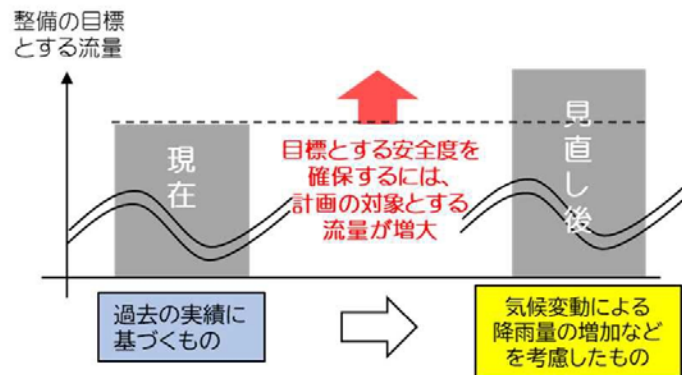 整備の目標
とする流量
現在
目標とする安全度を
確保するには、
計画の対象とする
流量が増大
見直し後
過去の実績に
基づくもの
気候変動による
降雨量の増加など
を考慮したもの